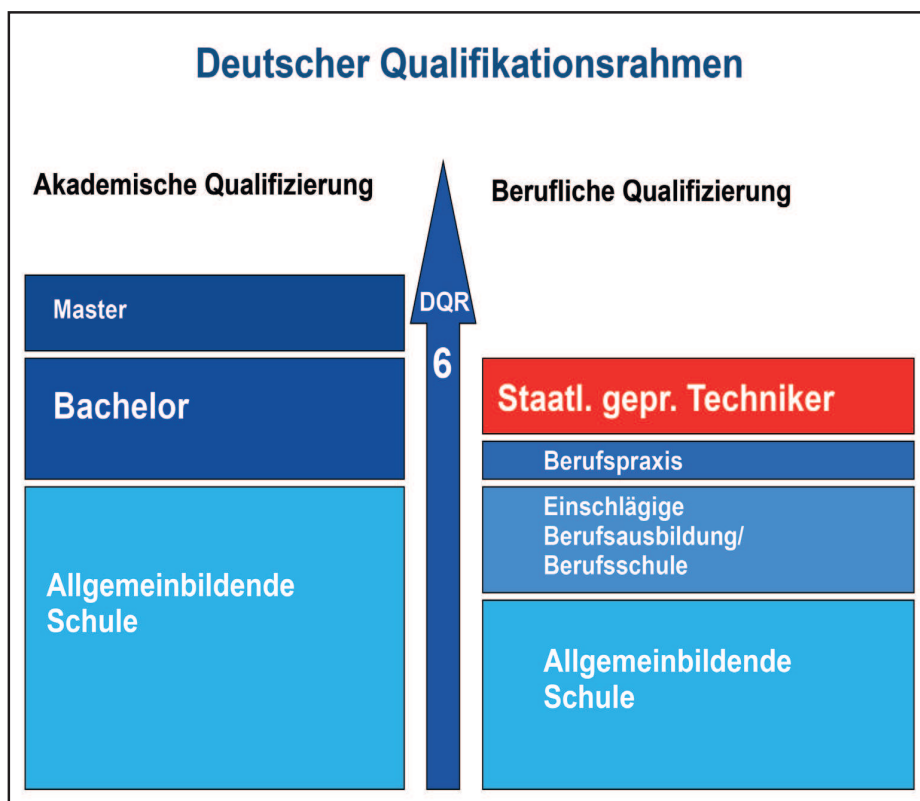 Deutscher Qualifikationsrahmen
Akademische Qualifizierung
Master
Bachelor
Allgemeinbildende
Schule
DQR
6
Berufliche Qualifizierung
Staatl. gepr. Techniker
Berufspraxis
Einschlägige
Berufsausbildung/
Berufsschule
Allgemeinbildende
Schule